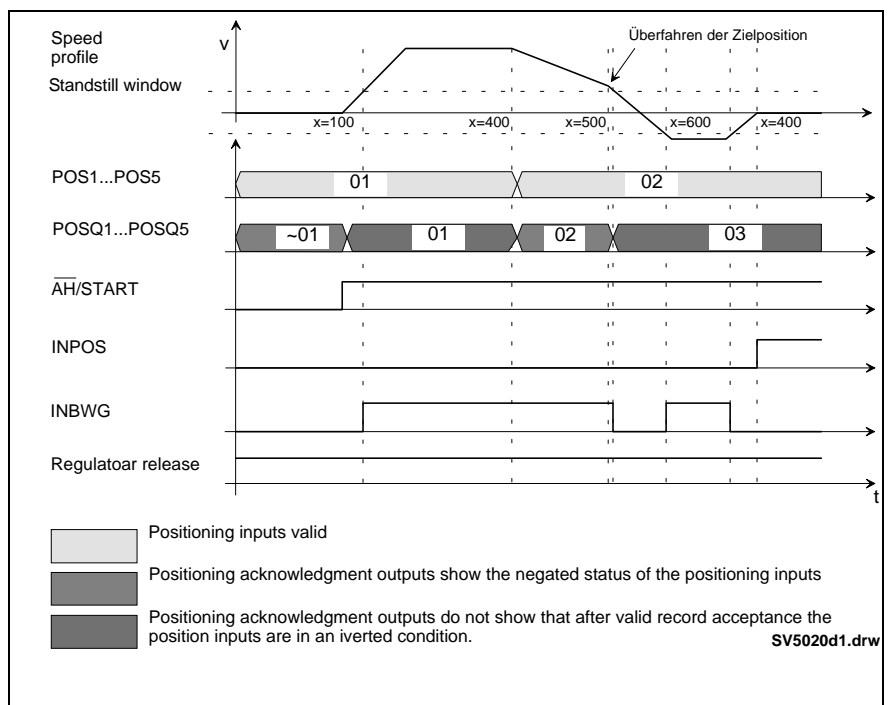 Speed
profile
v
Überfahren der Zielposition
Standstill window
x=100 x=400 x=500 x=600 x=400
POS1...POS5 01 02
POSQ1...POSQ5 ~01 01 02 03
A̅H̅/START
INPOS
INBWG
Regulatoar release
t
Positioning inputs valid
Positioning acknowledgment outputs show the negated status of the positioning inputs
Positioning acknowledgment outputs do not show that after valid record acceptance the
position inputs are in an iverted condition.
SV5020d1.drw